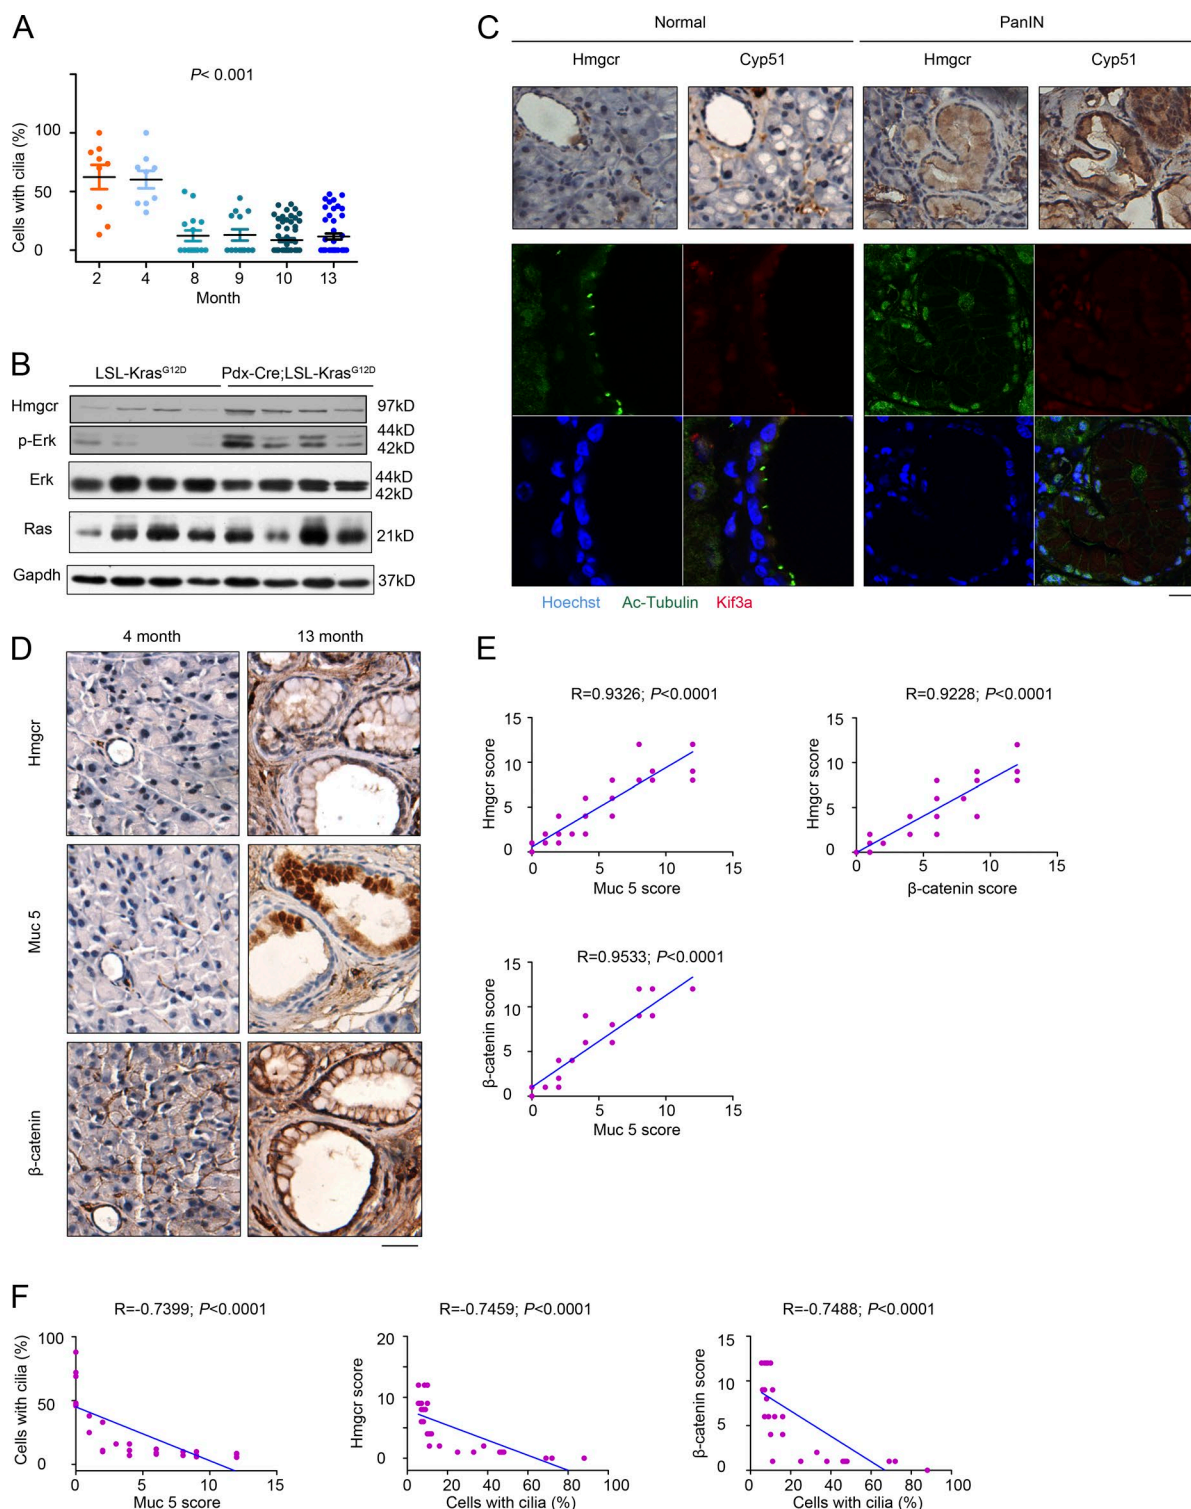 A
P< 0.001
Cells with cilia (%)
100
50
0
2 4 8 9 10 13
Month
B
LSL-KrasG12D Pdx-Cre;LSL-KrasG12D
Hmgcr 97kD
p-Erk 44kD
42kD
Erk 44kD
42kD
Ras 21kD
Gapdh 37kD
C
Normal PanIN
Hmgcr Cyp51 Hmgcr Cyp51
Hoechst Ac-Tubulin Kif3a
D
4 month 13 month
Hmgcr
Muc 5
β-catenin
E
R=0.9326; P<0.0001
Hmgcr score
15
10
5
0
0 5 10 15
Muc 5 score
R=0.9228; P<0.0001
Hmgcr score
15
10
5
0
0 5 10 15
β-catenin score
R=0.9533; P<0.0001
β-catenin score
15
10
5
0
0 5 10 15
Muc 5 score
F
R=-0.7399; P<0.0001
Cells with cilia (%)
100
50
0
0 5 10 15
Muc 5 score
R=-0.7459; P<0.0001
Hmgcr score
20
10
0
0 20 40 60 80 100
Cells with cilia (%)
R=-0.7488; P<0.0001
β-catenin score
15
10
5
0
0 20 40 60 80 100
Cells with cilia (%)